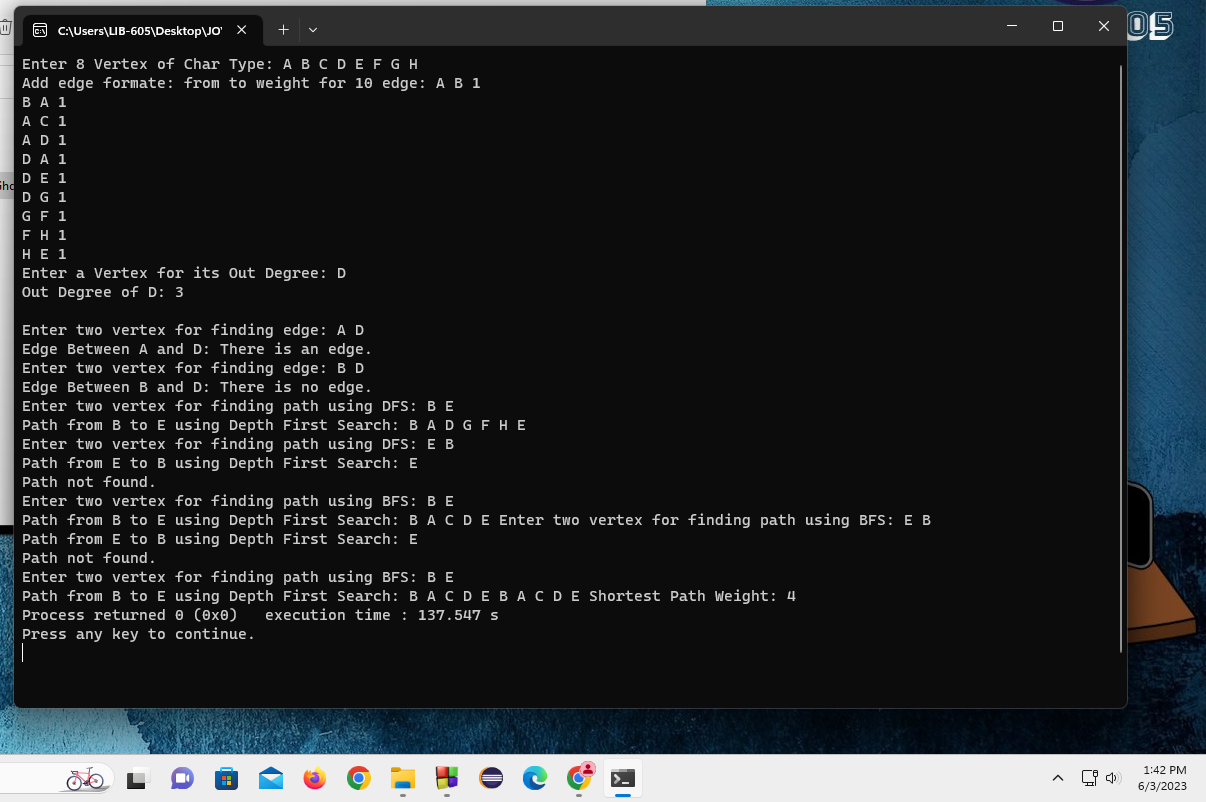 05
C:\Users\LIB-605\Desktop\JO
Enter 8 Vertex of Char Type: A B C D E F G H
Add edge formate: from to weight for 10 edge: A B 1
B A 1
A C 1
A D 1
D A 1
D E 1
D G 1
G F 1
F H 1
H E 1
Enter a Vertex for its Out Degree: D
Out Degree of D: 3
Enter two vertex for finding edge: A D
Edge Between A and D: There is an edge.
Enter two vertex for finding edge: B D
Edge Between B and D: There is no edge.
Enter two vertex for finding path using DFS: B E
Path from B to E using Depth First Search: B A D G F H E
Enter two vertex for finding path using DFS: E B
Path from E to B using Depth First Search: E
Path not found.
Enter two vertex for finding path using BFS: B E
Path from B to E using Depth First Search: B A C D E Enter two vertex for finding path using BFS: E B
Path from E to B using Depth First Search: E
Path not found.
Enter two vertex for finding path using BFS: B E
Path from B to E using Depth First Search: B A C D E B A C D E Shortest Path Weight: 4
Process returned 0 (0x0)   execution time : 137.547 s
Press any key to continue.
1:42 PM
6/3/2023